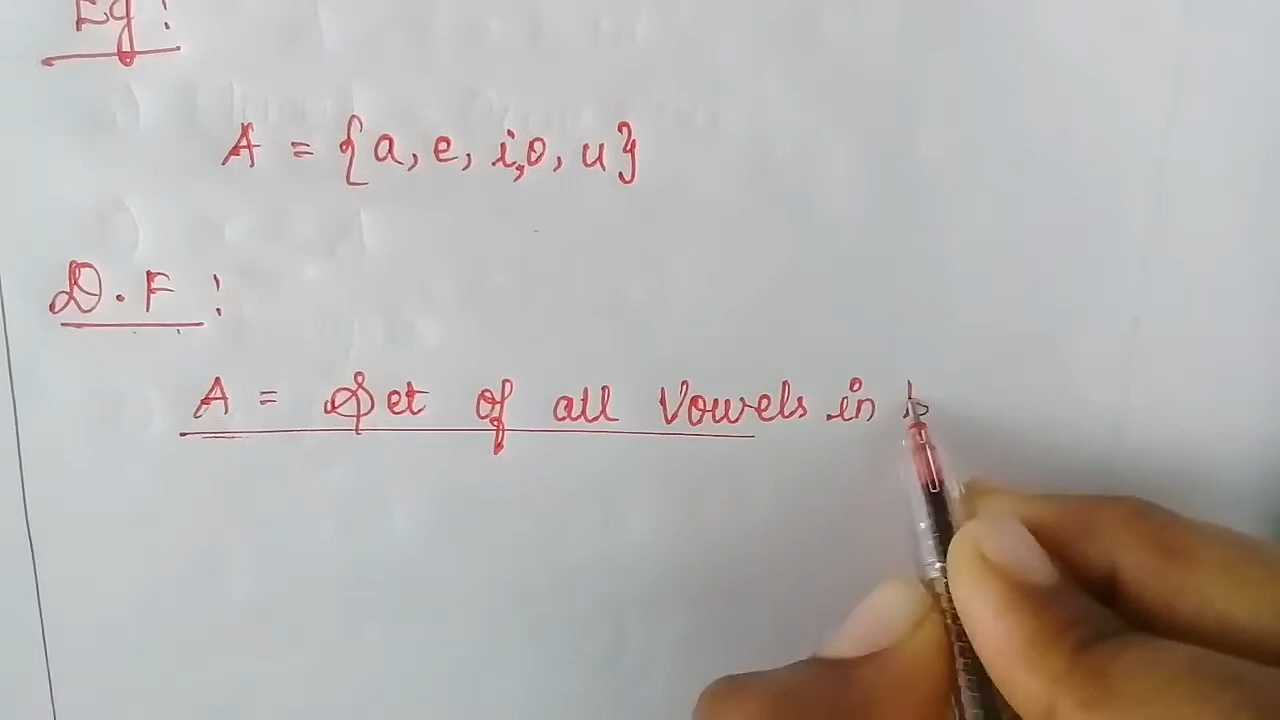 Eg :
A = {a, e, i, o, u}
D.F :
A = Set of all Vowels in